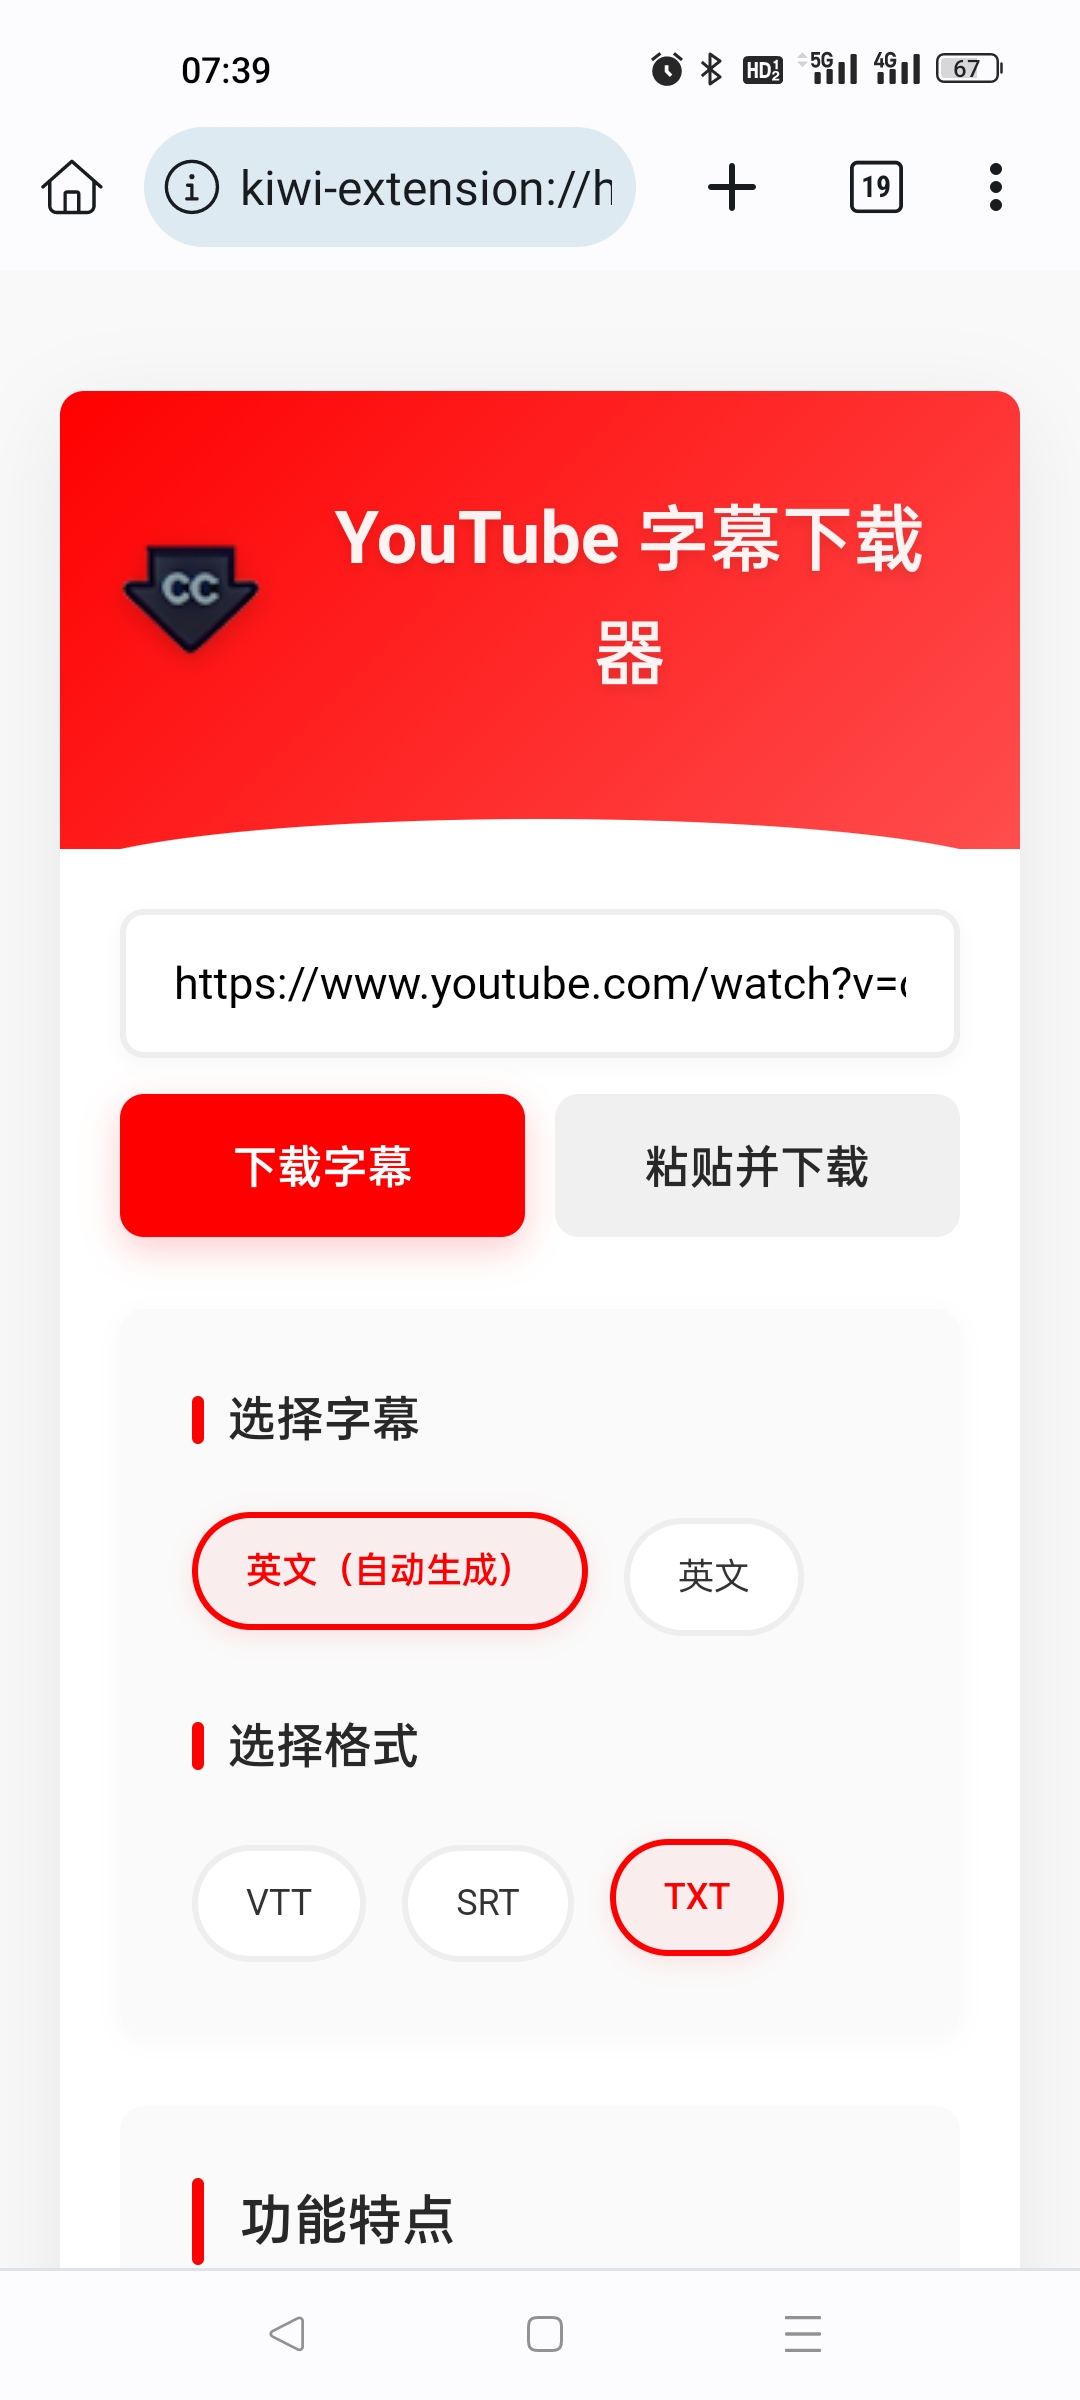 07:39
HD 1 2
5G
4G
67
kiwi-extension://h
19
CC
YouTube 字幕下载
器
https://www.youtube.com/watch?v=
下载字幕
粘贴并下载
选择字幕
英文（自动生成）
英文
选择格式
VTT
SRT
TXT
功能特点